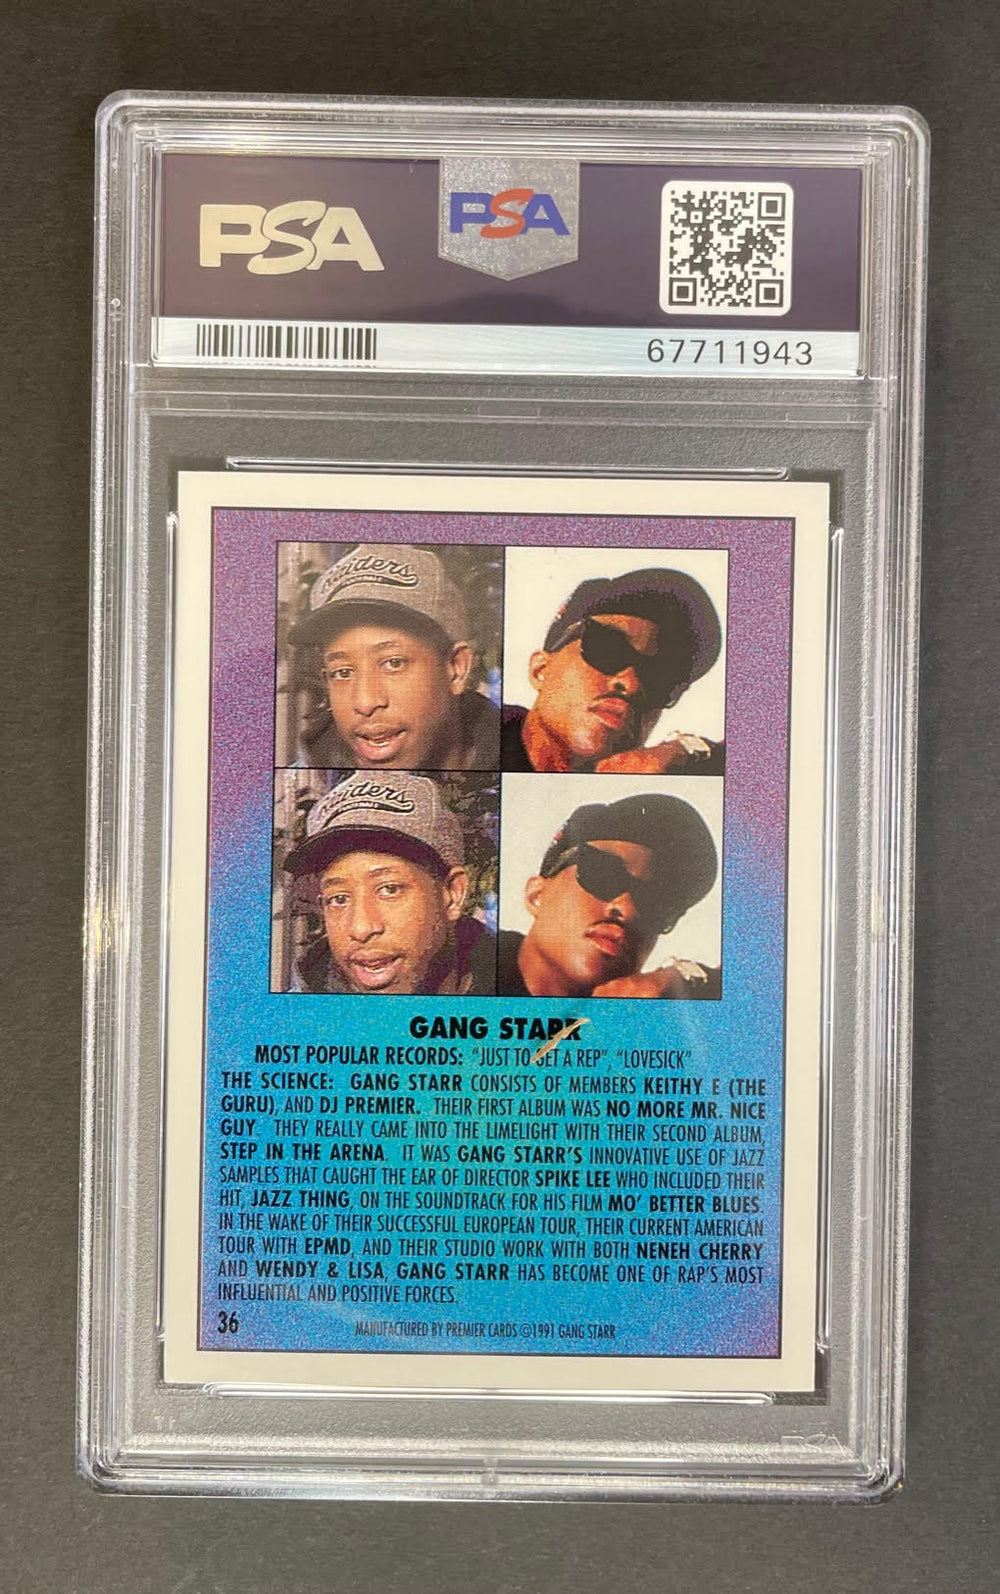 PSA
PSA
67711943
Raiders
Raiders
GANG STARR
MOST POPULAR RECORDS: "JUST TO GET A REP", "LOVESICK"
THE SCIENCE: GANG STARR CONSISTS OF MEMBERS KEITHY E (THE
GURU), AND DJ PREMIER. THEIR FIRST ALBUM WAS NO MORE MR. NICE
GUY THEY REALLY CAME INTO THE LIMELIGHT WITH THEIR SECOND ALBUM,
STEP IN THE ARENA. IT WAS GANG STARR'S INNOVATIVE USE OF JAZZ
SAMPLES THAT CAUGHT THE EAR OF DIRECTOR SPIKE LEE WHO INCLUDED THEIR
HIT, JAZZ THING, ON THE SOUNDTRACK FOR HIS FILM MO' BETTER BLUES.
IN THE WAKE OF THEIR SUCCESSFUL EUROPEAN TOUR, THEIR CURRENT AMERICAN
TOUR WITH EPMD, AND THEIR STUDIO WORK WITH BOTH NENEH CHERRY
AND WENDY & LISA, GANG STARR HAS BECOME ONE OF RAP'S MOST
INFLUENTIAL AND POSITIVE FORCES.
36
MANUFACTURED BY PREMIER CARDS ©1991 GANG STARR
PSA